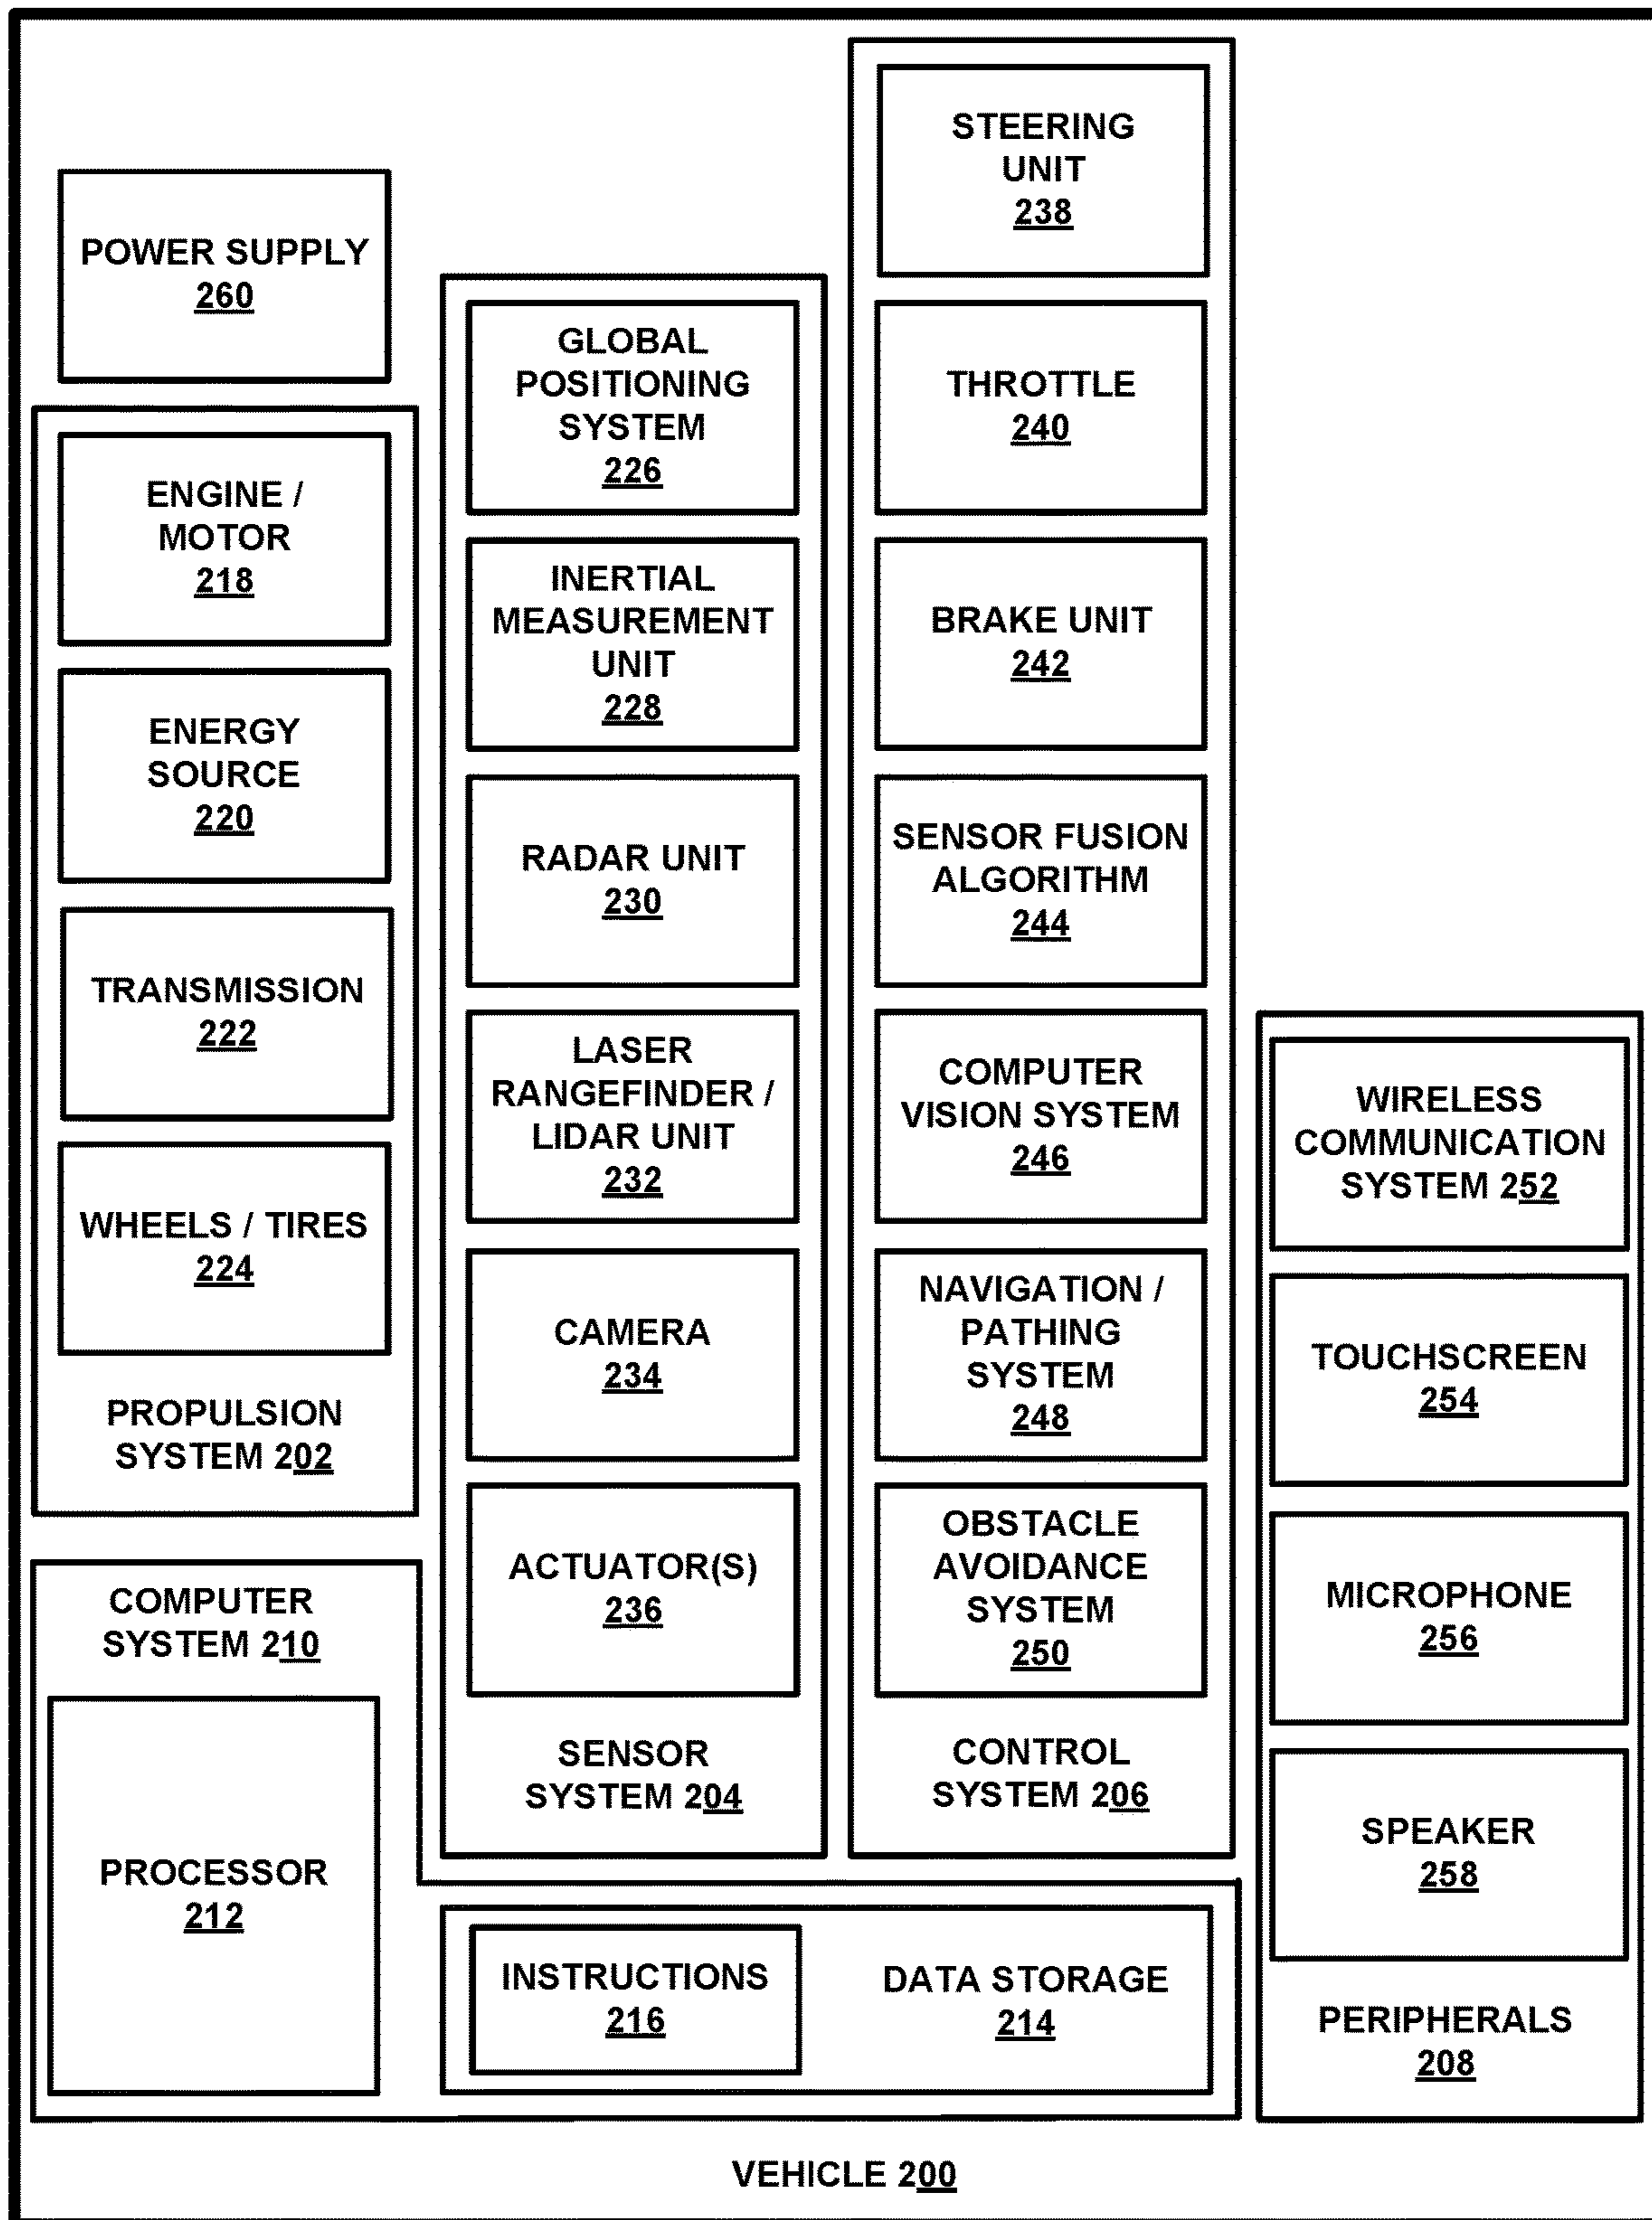 POWER SUPPLY
260
ENGINE /
MOTOR
218
ENERGY
SOURCE
220
TRANSMISSION
222
WHEELS / TIRES
224
PROPULSION
SYSTEM 202
COMPUTER
SYSTEM 210
PROCESSOR
212
GLOBAL
POSITIONING
SYSTEM
226
INERTIAL
MEASUREMENT
UNIT
228
RADAR UNIT
230
LASER
RANGEFINDER /
LIDAR UNIT
232
CAMERA
234
ACTUATOR(S)
236
SENSOR
SYSTEM 204
STEERING
UNIT
238
THROTTLE
240
BRAKE UNIT
242
SENSOR FUSION
ALGORITHM
244
COMPUTER
VISION SYSTEM
246
NAVIGATION /
PATHING
SYSTEM
248
OBSTACLE
AVOIDANCE
SYSTEM
250
CONTROL
SYSTEM 206
INSTRUCTIONS
216
DATA STORAGE
214
WIRELESS
COMMUNICATION
SYSTEM 252
TOUCHSCREEN
254
MICROPHONE
256
SPEAKER
258
PERIPHERALS
208
VEHICLE 200